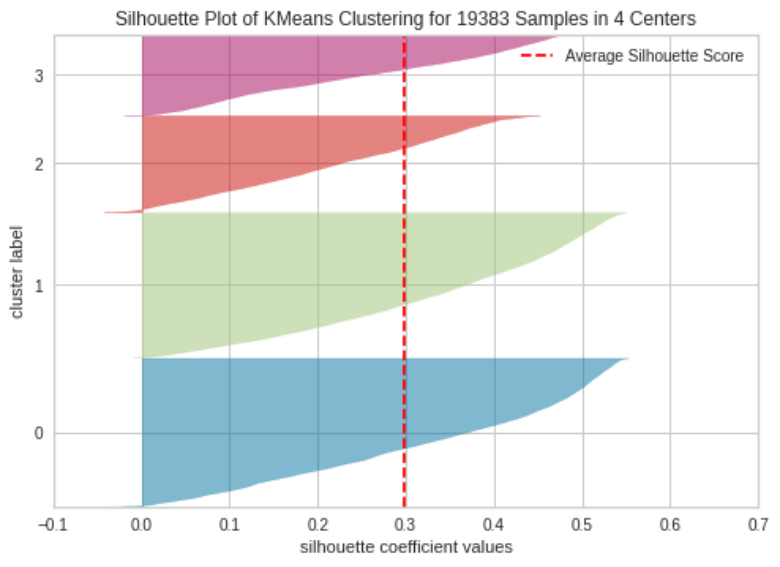 Silhouette Plot of KMeans Clustering for 19383 Samples in 4 Centers
Average Silhouette Score
cluster label
3
2
1
0
−0.1 0.0 0.1 0.2 0.3 0.4 0.5 0.6 0.7
silhouette coefficient values